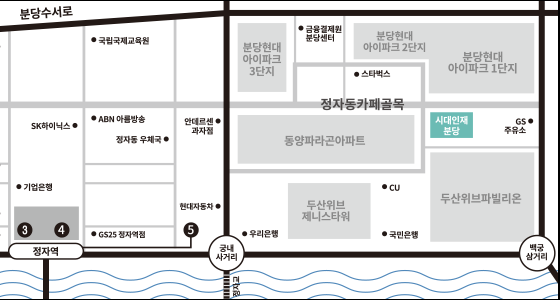 분당수서로
국립국제교육원
금융결제원
분당센터
분당현대
아이파크
3단지
분당현대
아이파크 2단지
분당현대
아이파크 1단지
스타벅스
정자동카페골목
SK하이닉스
ABN 아름방송
정자동 우체국
안데르센
과자점
동양파라곤아파트
시대인재
분당
GS
주유소
기업은행
현대자동차
CU
두산위브
제니스타워
두산위브파빌리온
3
4
5
GS25 정자역점
우리은행
국민은행
정자역
궁내
사거리
백궁
삼거리